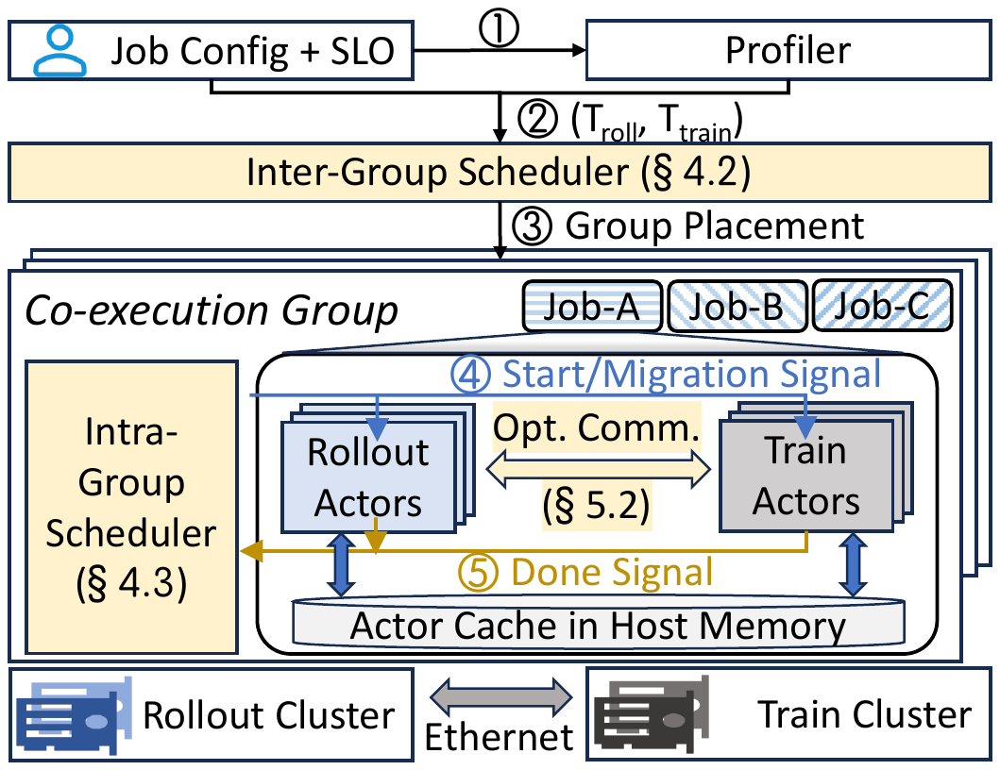 ①
Job Config + SLO
Profiler
② (Troll, Ttrain)
Inter-Group Scheduler (§ 4.2)
③ Group Placement
Co-execution Group
Job-A
Job-B
Job-C
④ Start/Migration Signal
Intra-
Group
Scheduler
(§ 4.3)
Rollout
Actors
Opt. Comm.
(§ 5.2)
Train
Actors
⑤ Done Signal
Actor Cache in Host Memory
Rollout Cluster
Ethernet
Train Cluster